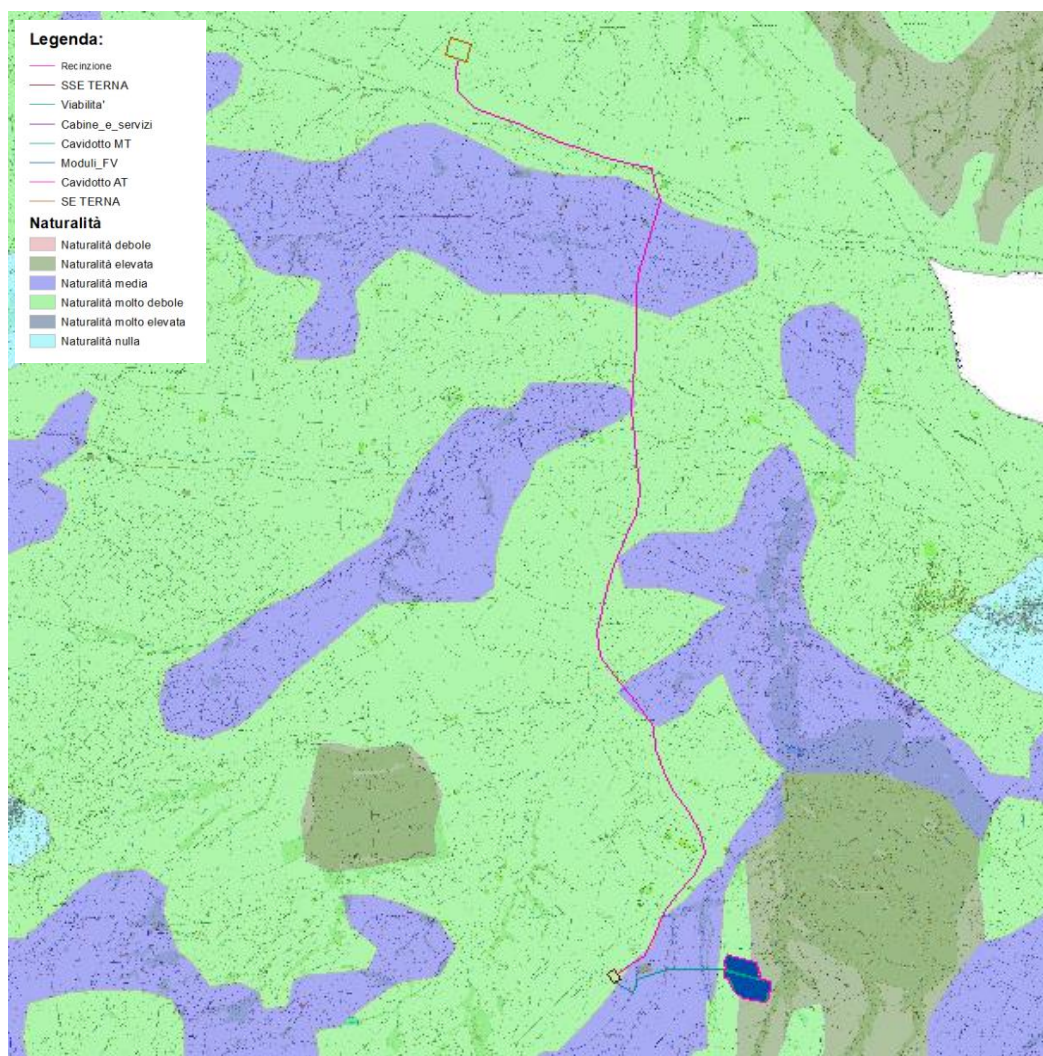 Legenda:
Recinzione
SSE TERNA
Viabilita'
Cabine_e_servizi
Cavidotto MT
Moduli_FV
Cavidotto AT
SE TERNA
Naturalità
Naturalità debole
Naturalità elevata
Naturalità media
Naturalità molto debole
Naturalità molto elevata
Naturalità nulla